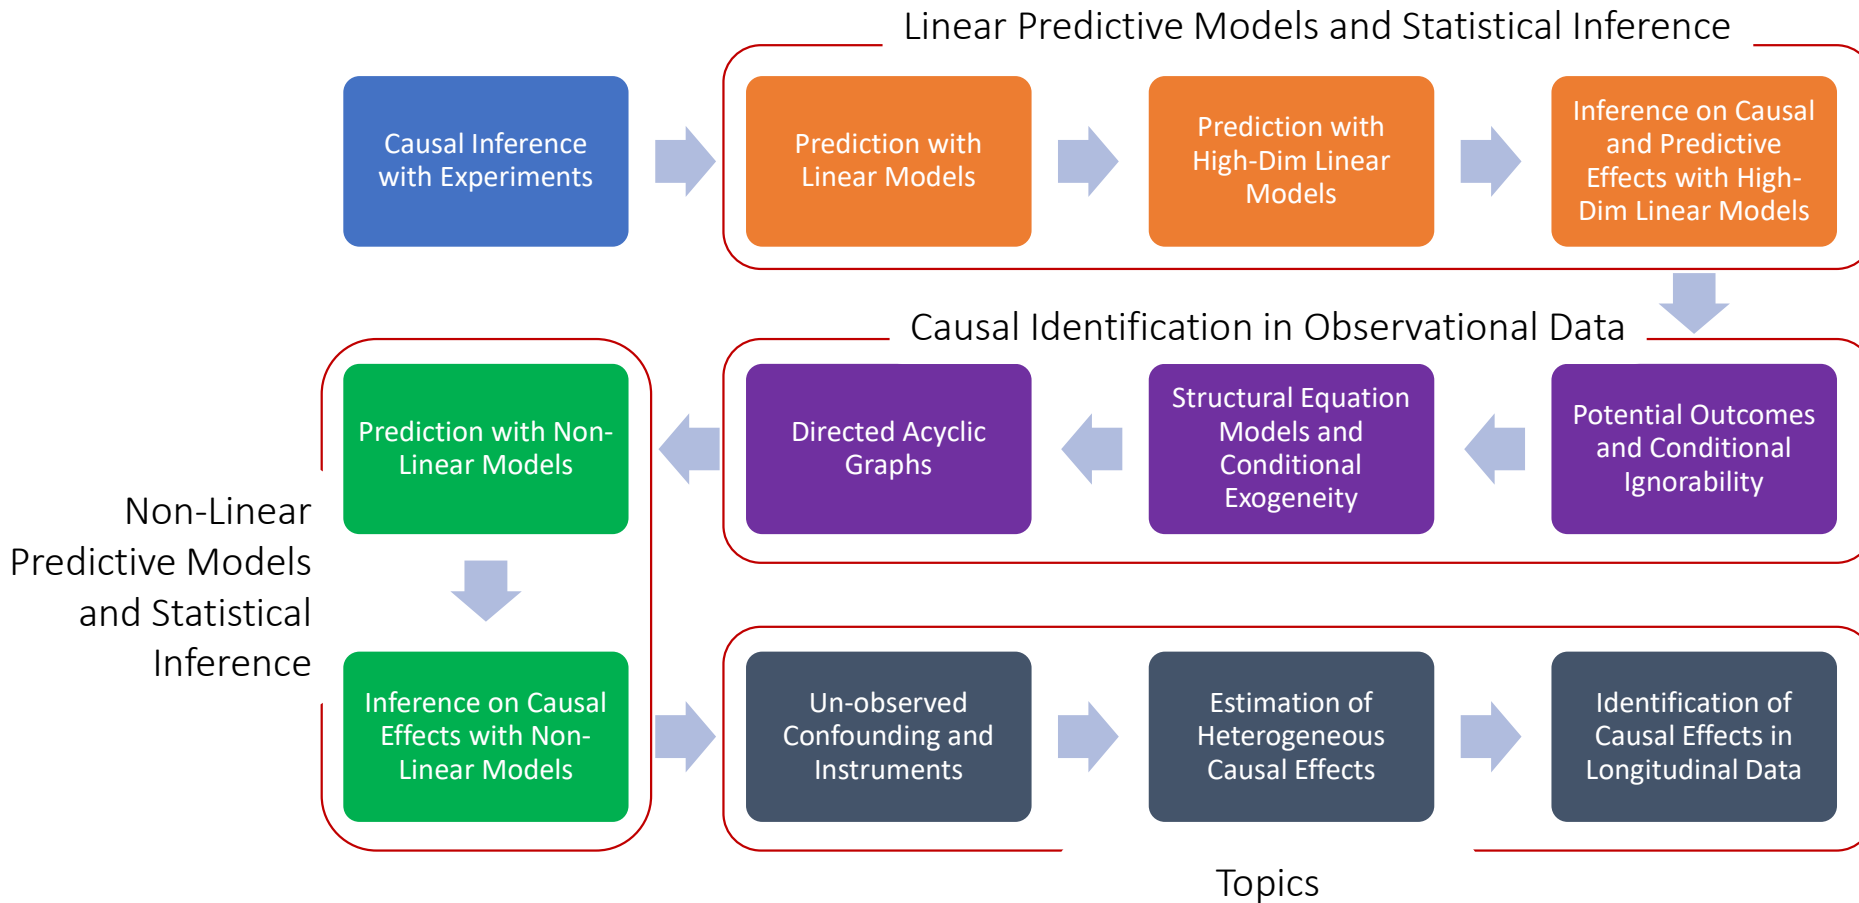 Linear Predictive Models and Statistical Inference
Causal Inference
with Experiments
Prediction with
Linear Models
Prediction with
High-Dim Linear
Models
Inference on Causal
and Predictive
Effects with High-
Dim Linear Models
Causal Identification in Observational Data
Potential Outcomes
and Conditional
Ignorability
Structural Equation
Models and
Conditional
Exogeneity
Directed Acyclic
Graphs
Prediction with Non-
Linear Models
Non-Linear
Predictive Models
and Statistical
Inference
Inference on Causal
Effects with Non-
Linear Models
Un-observed
Confounding and
Instruments
Estimation of
Heterogeneous
Causal Effects
Identification of
Causal Effects in
Longitudinal Data
Topics